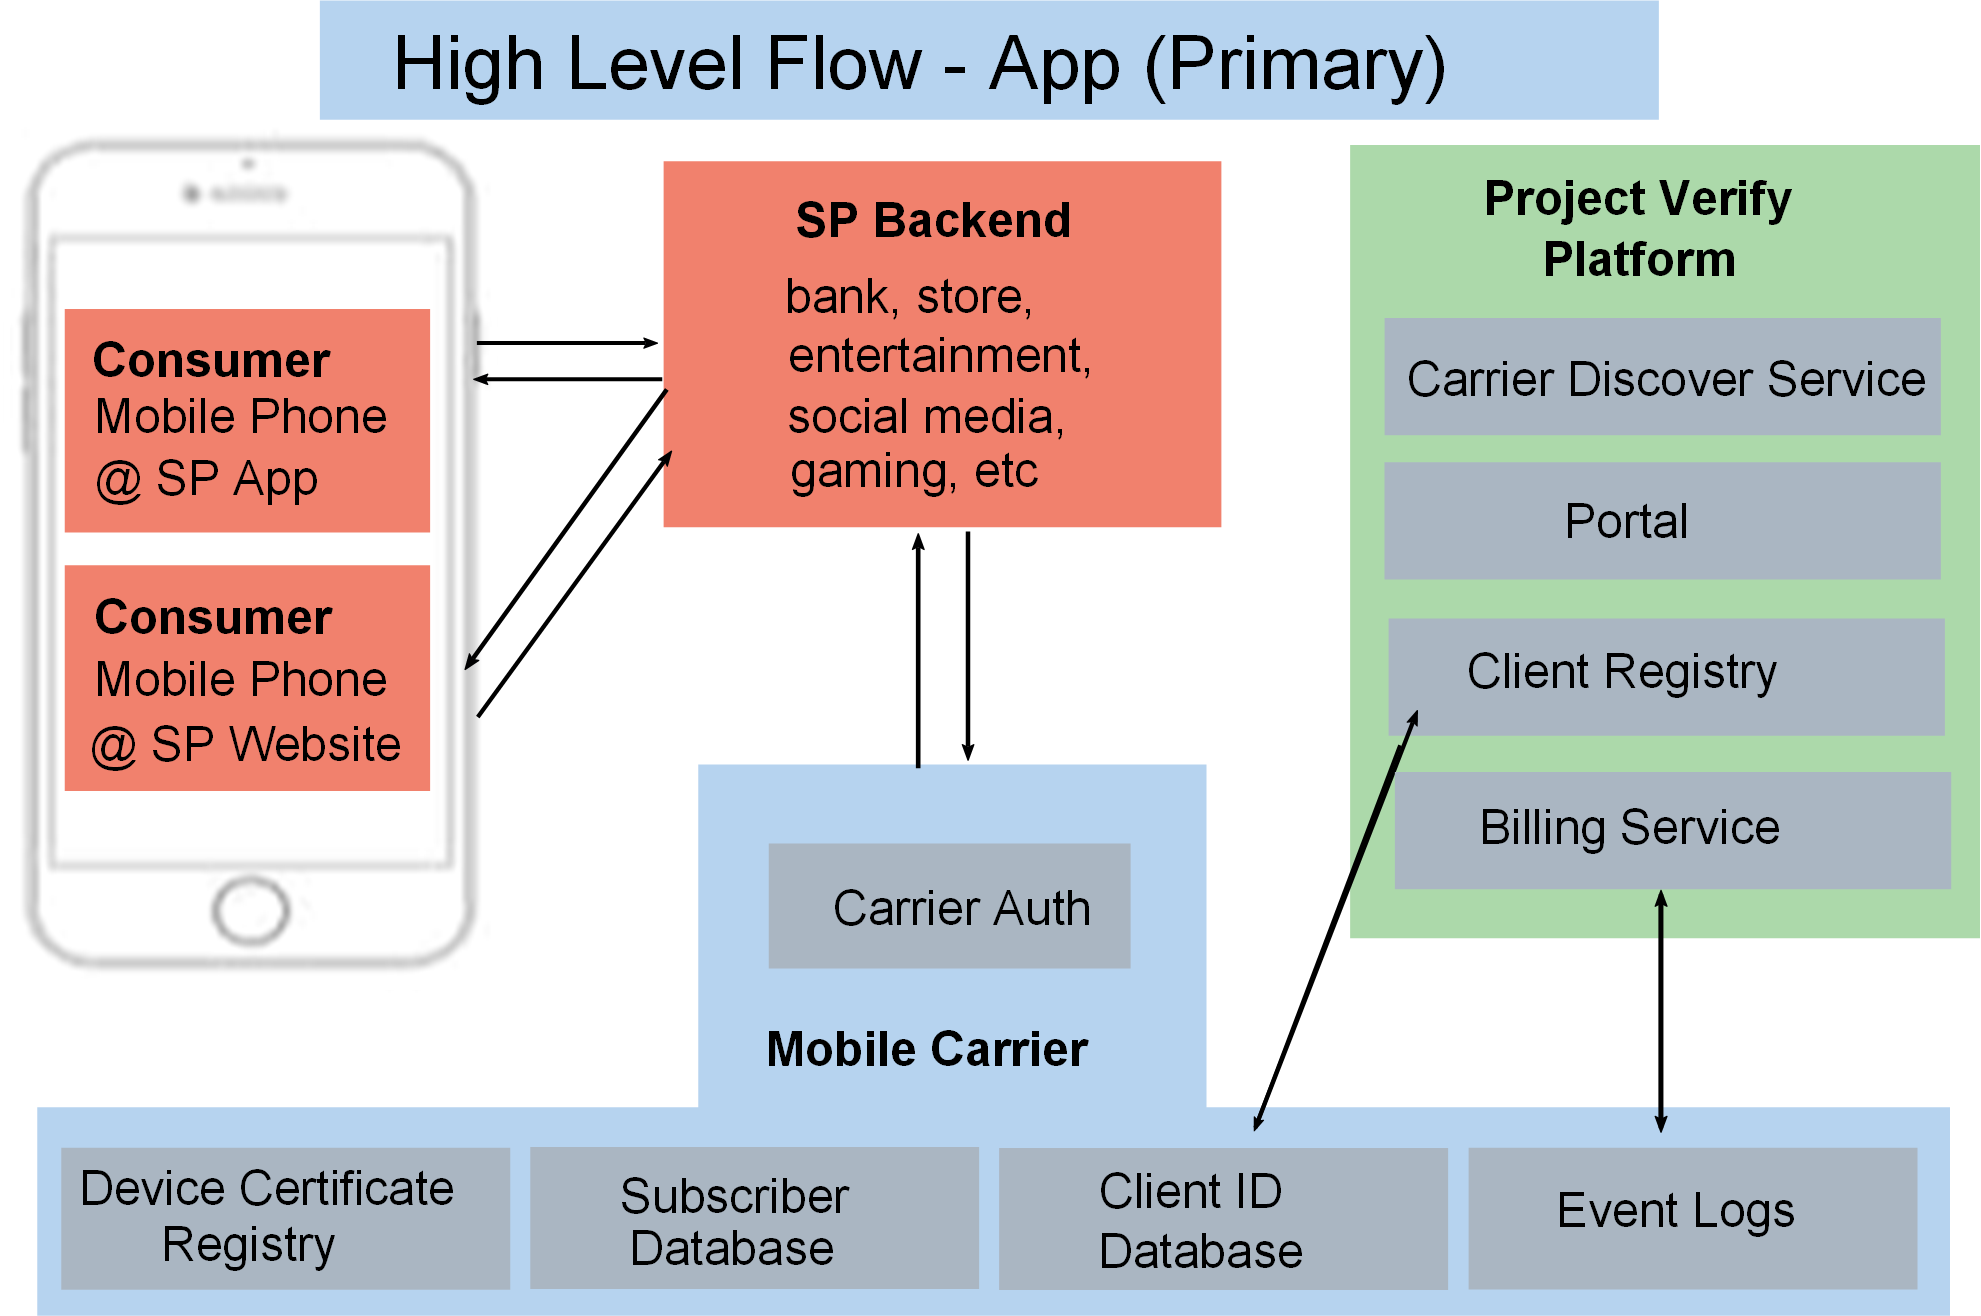 High Level Flow - App (Primary)
Consumer
Mobile Phone
@ SP App
Consumer
Mobile Phone
@ SP Website
SP Backend
bank, store,
entertainment,
social media,
gaming, etc
Project Verify
Platform
Carrier Discover Service
Portal
Client Registry
Billing Service
Carrier Auth
Mobile Carrier
Device Certificate
Registry
Subscriber
Database
Client ID
Database
Event Logs